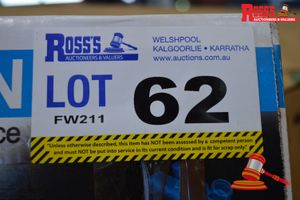 ROSS'S
AUCTIONEERS & VALUERS
ROSS'S
AUCTIONEERS & VALUERS
WELSHPOOL
KALGOORLIE • KARRATHA
www.auctions.com.au
LOT 62
FW211
N
ce
"Unless otherwise described, this item has NOT been assessed by a competent person
and must NOT be put into service in its current condition and it is for scrap only".